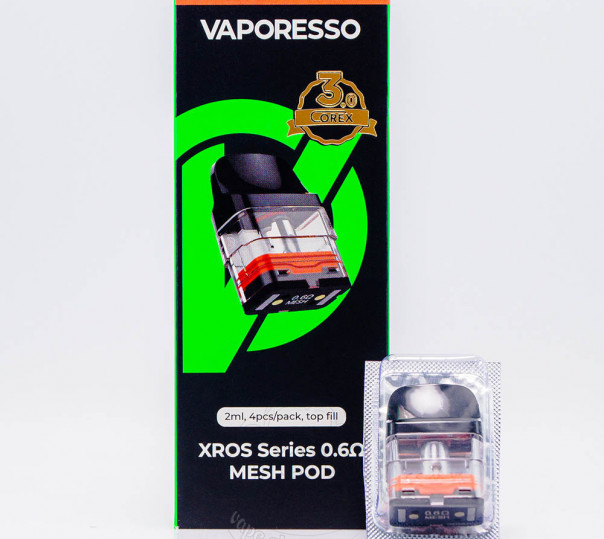 VAPORESSO
3.0
COREX
0.6Ω
MESH
2ml, 4pcs/pack, top fill
XROS Series 0.6Ω
MESH POD
0.6Ω
MESH